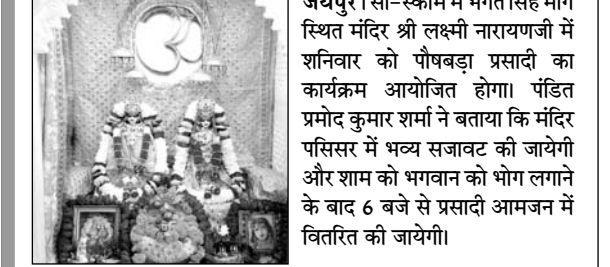 जयपुर। सी-स्कीम में भगत सिंह मार्ग
स्थित मंदिर श्री लक्ष्मी नारायणजी में
शनिवार को पौषबड़ा प्रसादी का
कार्यक्रम आयोजित होगा। पंडित
प्रमोद कुमार शर्मा ने बताया कि मंदिर
पसिसर में भव्य सजावट की जायेगी
और शाम को भगवान को भोग लगाने
के बाद 6 बजे से प्रसादी आमजन में
वितरित की जायेगी।